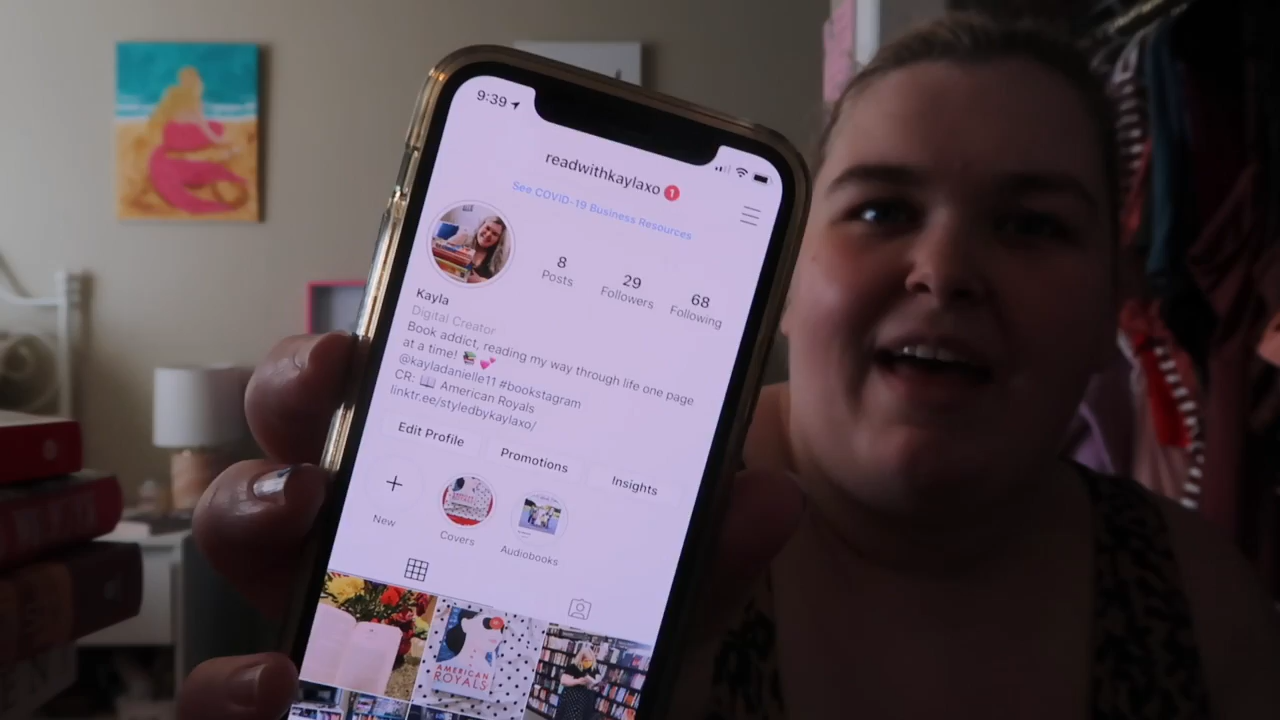 9:39
readwithkaylaxo 1
See COVID-19 Business Resources
8 29 68
Posts Followers Following
Kayla
Digital Creator
Book addict, reading my way through life one page
at a time! 📚 💕
@kayladanielle11 #bookstagram
CR: 📖 American Royals
linktr.ee/styledbykaylaxo/
Edit Profile Promotions Insights
New Covers Audiobooks
AMERICAN
ROYALS